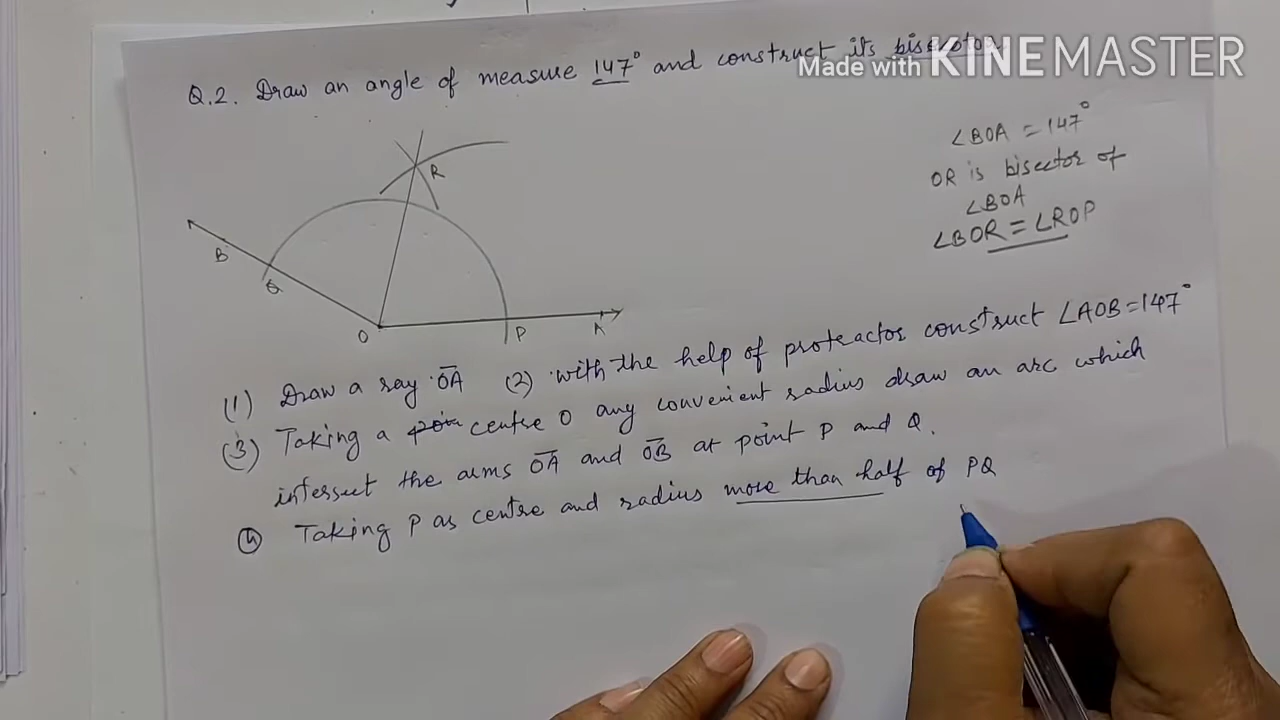 Made with KINEMASTER
Q.2. Draw an angle of measure 147° and construct its bisector
∠BOA = 147°
OR is bisector of
∠BOA
∠BOR = ∠ROP
R
B
Q
O
P
A
(1) Draw a ray OA (2) with the help of proteactor construct ∠AOB = 147°
(3) Taking a centre O any convenient radius draw an arc which
intersect the arms OA and OB at point P and Q.
(4) Taking P as centre and radius more than half of PQ